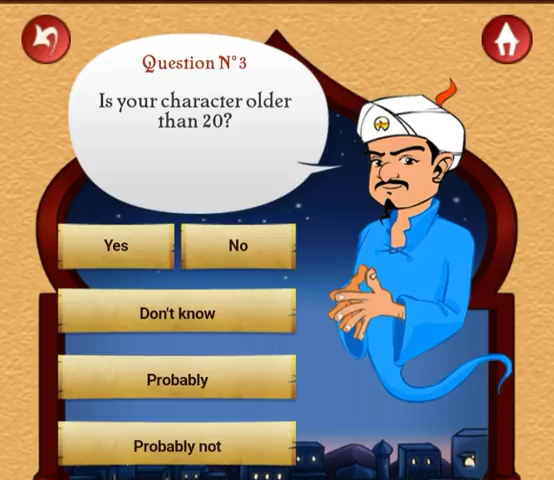 Question N°3
Is your character older
than 20?
Yes
No
Don't know
Probably
Probably not